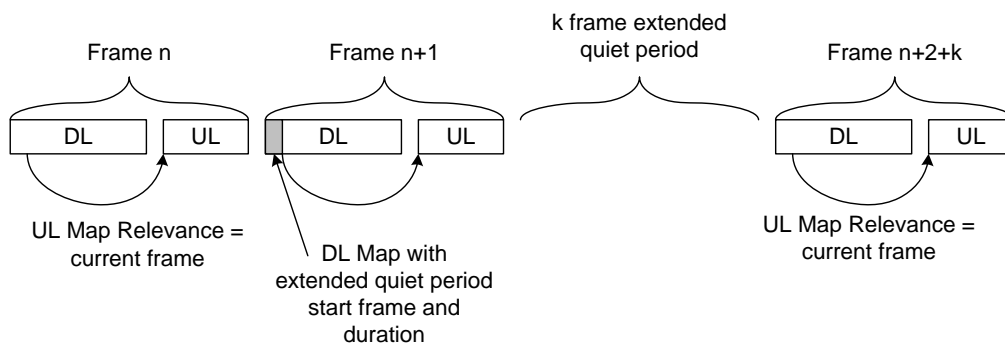 k frame extended
quiet period
Frame n
Frame n+1
Frame n+2+k
DL
UL
DL
UL
DL
UL
UL Map Relevance =
current frame
DL Map with
extended quiet period
start frame and
duration
UL Map Relevance =
current frame